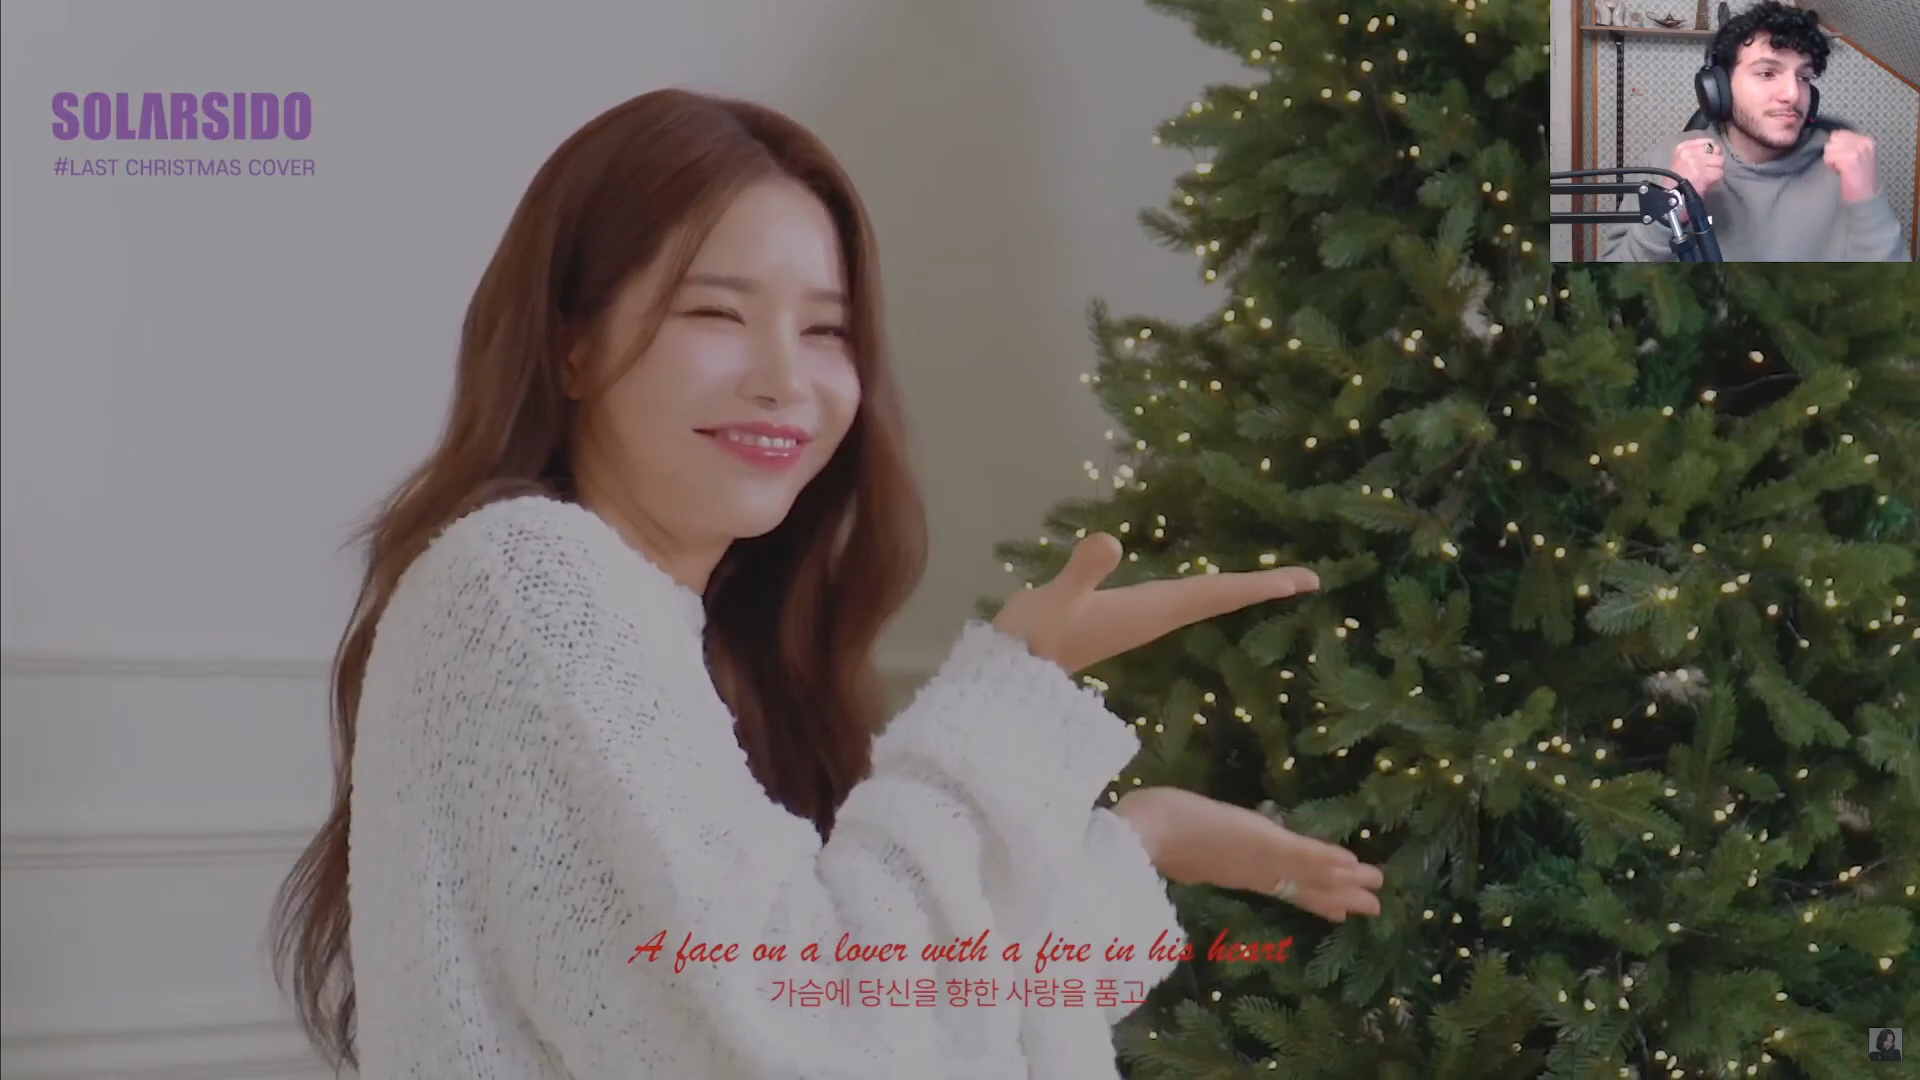 SOLARSIDO
#LAST CHRISTMAS COVER
A face on a lover with a fire in his heart
가슴에 당신을 향한 사랑을 품고